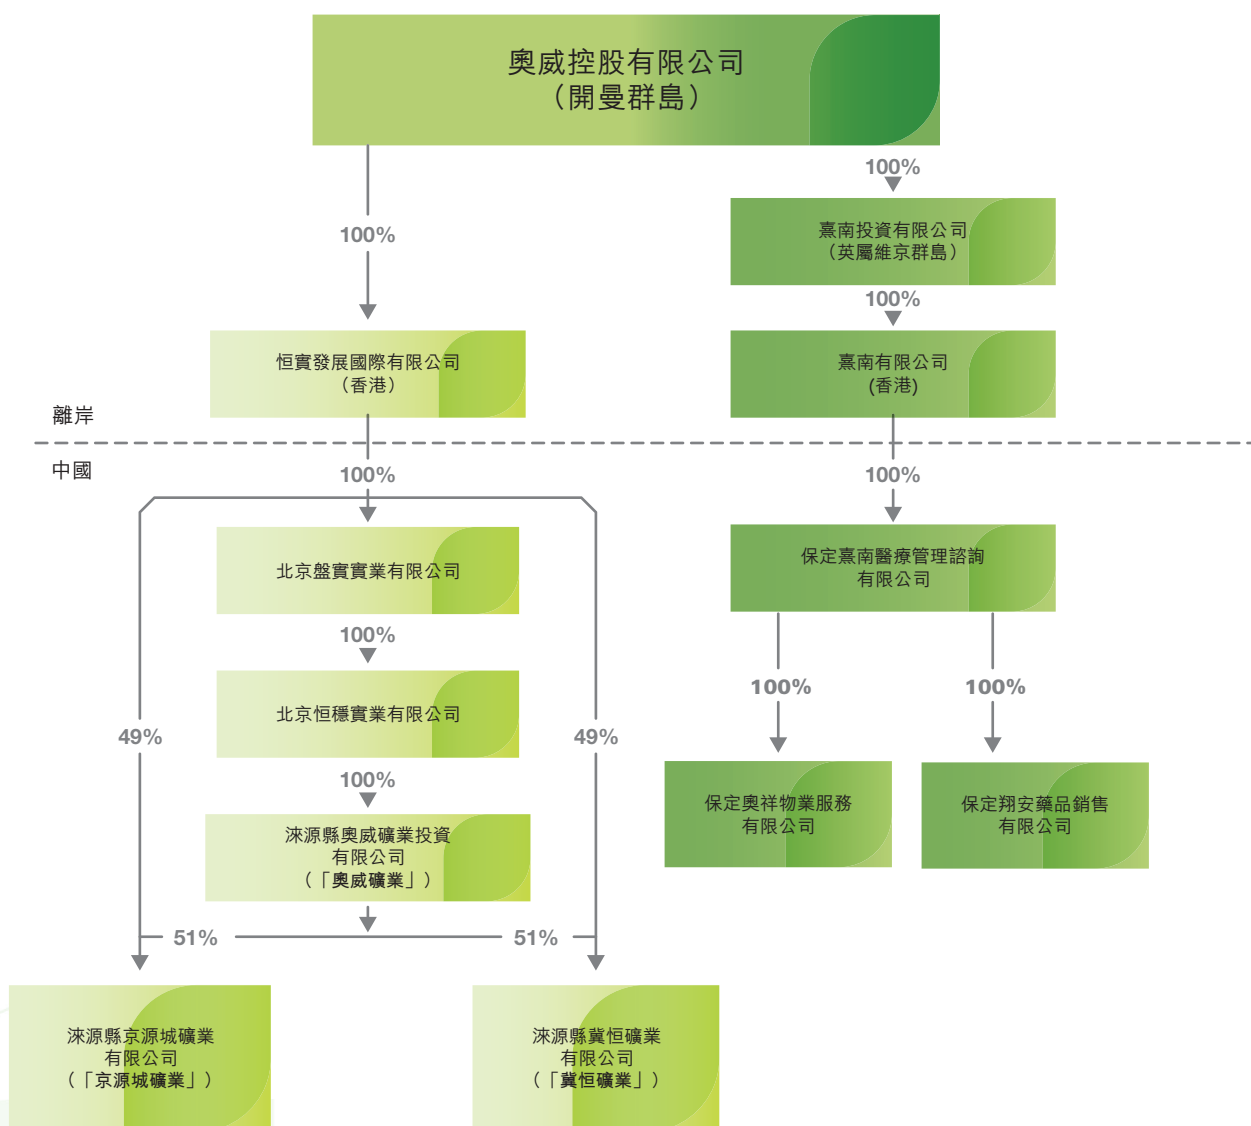 奧威控股有限公司
（開曼群島）
100%
100%
熹南投資有限公司
（英屬維京群島）
100%
恒實發展國際有限公司
（香港）
熹南有限公司
(香港)
離岸
中國
100%
100%
北京盤實實業有限公司
保定熹南醫療管理諮詢
有限公司
100%
北京恒穩實業有限公司
100%
100%
49%
49%
100%
淶源縣奧威礦業投資
有限公司
（「奧威礦業」）
保定奧祥物業服務
有限公司
保定翔安藥品銷售
有限公司
51%
51%
淶源縣京源城礦業
有限公司
（「京源城礦業」）
淶源縣冀恒礦業
有限公司
（「冀恒礦業」）